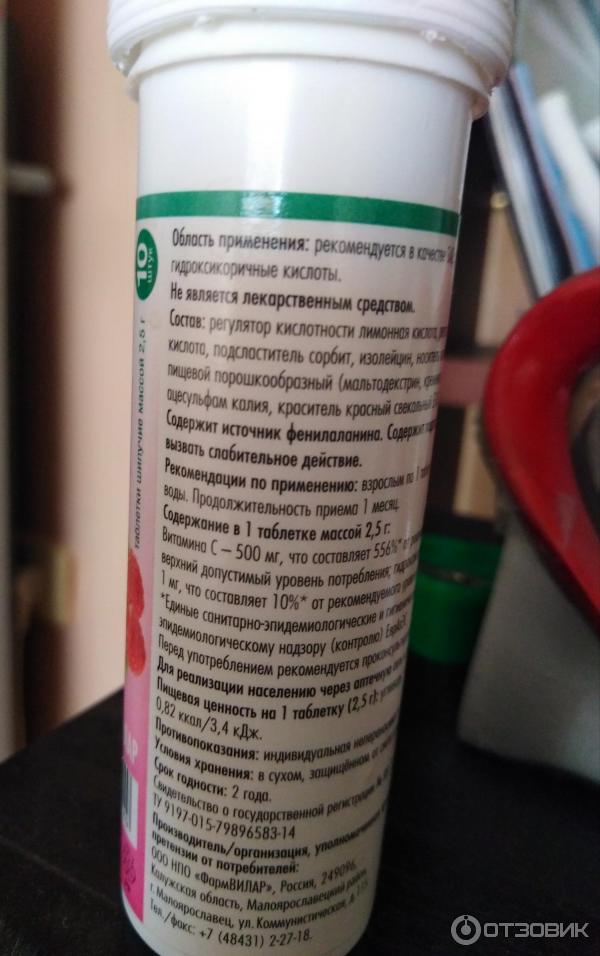 10
штук
таблетки шипучие массой 2,5 г
Область применения: рекомендуется в качестве
гидроксикоричные кислоты.
Не является лекарственным средством.
Состав: регулятор кислотности лимонная кислота,
кислота, подсластитель сорбит, изолейцин, носитель
пищевой порошкообразный (мальтодекстрин,
ацесульфам калия, краситель красный свекольный
Содержит источник фенилаланина. Содержит
вызвать слабительное действие.
Рекомендации по применению: взрослым по 1
воды. Продолжительность приема 1 месяц.
Содержание в 1 таблетке массой 2,5 г:
Витамина С – 500 мг, что составляет 556%* от
верхний допустимый уровень потребления;
1 мг, что составляет 10%* от рекомендуемого
*Единые санитарно-эпидемиологические и
эпидемиологическому надзору (контролю) ЕврАзЭС
Перед употреблением рекомендуется
Для реализации населению через аптечную
Пищевая ценность на 1 таблетку (2,5 г):
0,82 ккал/3,4 кДж.
Противопоказания: индивидуальная
Условия хранения: в сухом, защищённом от
Срок годности: 2 года.
Свидетельство о государственной регистрации №
ТУ 9197-015-79896583-14
Производитель/организация, уполномоченная
претензии от потребителей:
ООО НПО «ФармВИЛАР», Россия, 249096,
Калужская область, Малоярославецкий район,
г. Малоярославец, ул. Коммунистическая, д. 115
Тел./факс: +7 (48431) 2-27-18.
ОТЗОВИК